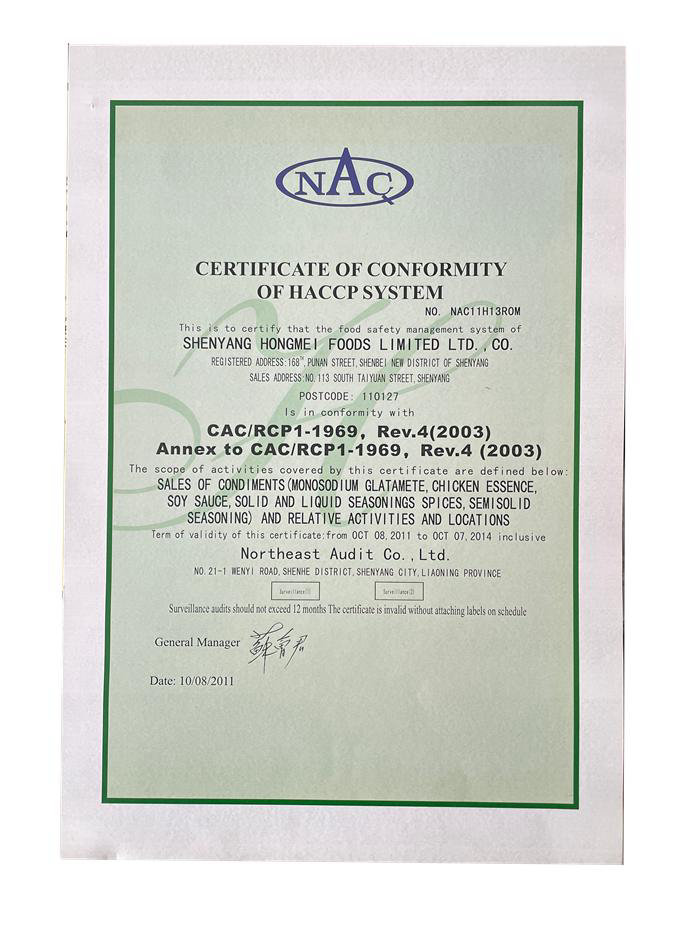 NAC
CERTIFICATE OF CONFORMITY
OF HACCP SYSTEM
NO. NAC11H13ROM
This is to certify that the food safety management system of
SHENYANG HONGMEI FOODS LIMITED LTD.,CO.
REGISTERED ADDRESS:168#,PUNAN STREET,SHENBEI NEW DISTRICT OF SHENYANG
SALES ADDRESS:NO.113 SOUTH TAIYUAN STREET,SHENYANG
POSTCODE: 110127
Is in conformity with
CAC/RCP1-1969, Rev.4(2003)
Annex to CAC/RCP1-1969, Rev.4 (2003)
The scope of activities covered by this certificate are defined below:
SALES OF CONDIMENTS(MONOSODIUM GLATAMETE,CHICKEN ESSENCE,
SOY SAUCE,SOLID AND LIQUID SEASONINGS SPICES,SEMISOLID
SEASONING) AND RELATIVE ACTIVITIES AND LOCATIONS
Term of validity of this certificate:from OCT 08,2011 to OCT 07,2014 inclusive
Northeast Audit Co.,Ltd.
NO.21-1 WENYI ROAD,SHENHE DISTRICT,SHENYANG CITY,LIAONING PROVINCE
Surveillance(1) Surveillance(2)
Surveillance audits should not exceed 12 months The certificate is invalid without attaching labels on schedule
General Manager
Date: 10/08/2011